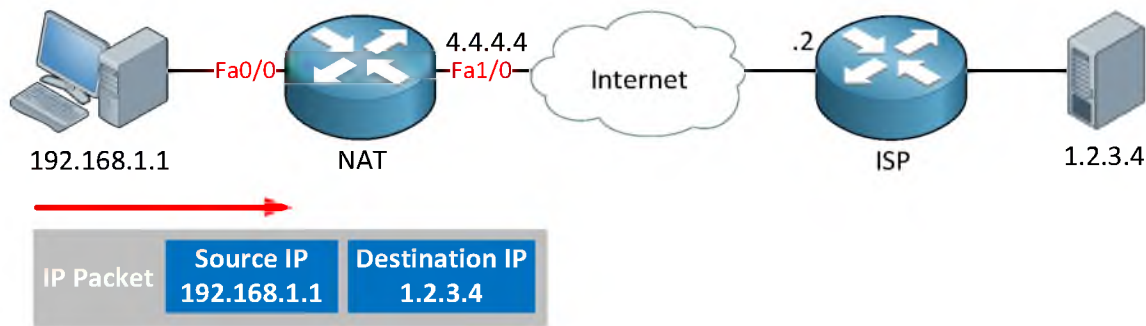 4.4.4.4
.2
Fa0/0
Fa1/0
Internet
192.168.1.1
NAT
ISP
1.2.3.4
IP Packet
Source IP
192.168.1.1
Destination IP
1.2.3.4